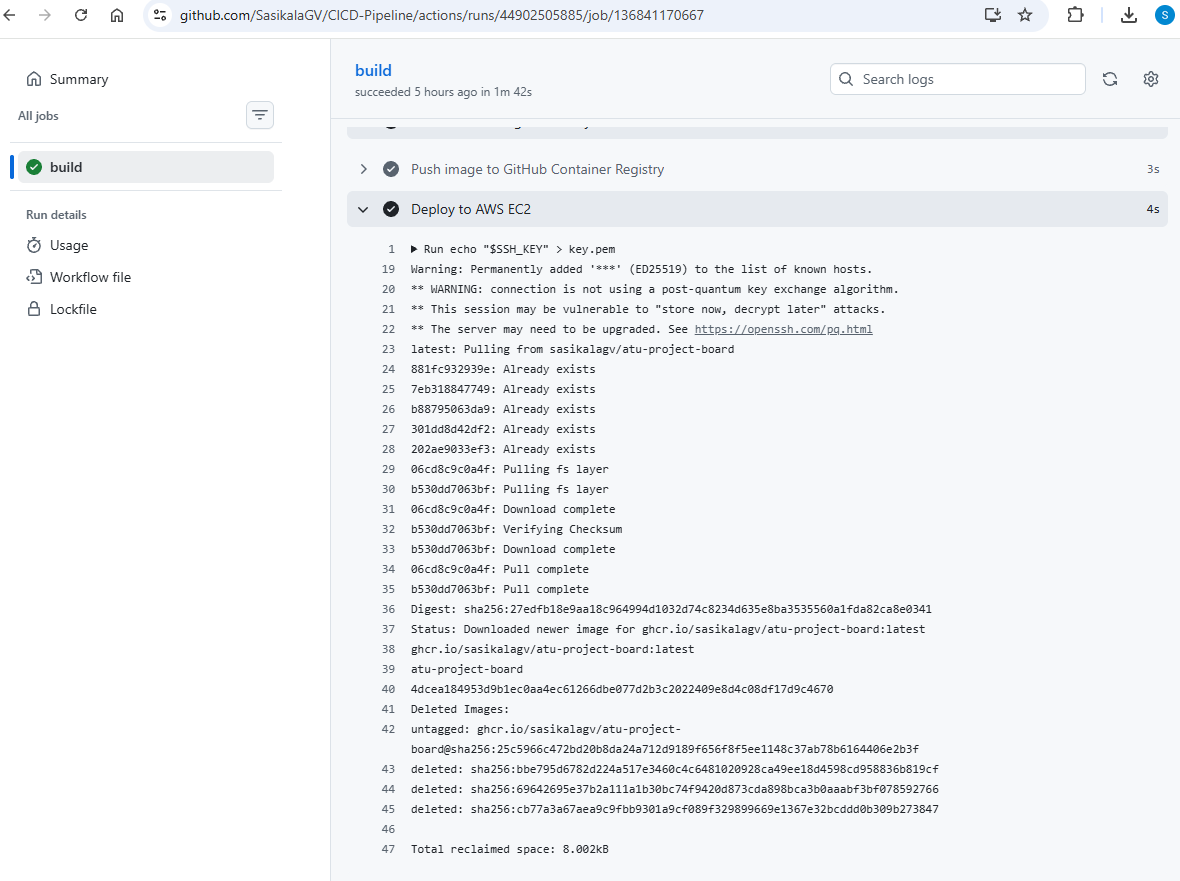 github.com/SasikalaGV/CICD-Pipeline/actions/runs/44902505885/job/136841170667
S
Summary
All jobs
build
Run details
Usage
Workflow file
Lockfile
build
succeeded 5 hours ago in 1m 42s
Search logs
Push image to GitHub Container Registry 3s
Deploy to AWS EC2 4s
1 Run echo "$SSH_KEY" > key.pem
19 Warning: Permanently added '***' (ED25519) to the list of known hosts.
20 ** WARNING: connection is not using a post-quantum key exchange algorithm.
21 ** This session may be vulnerable to "store now, decrypt later" attacks.
22 ** The server may need to be upgraded. See https://openssh.com/pq.html
23 latest: Pulling from sasikalagv/atu-project-board
24 881fc932939e: Already exists
25 7eb318847749: Already exists
26 b88795063da9: Already exists
27 301dd8d42df2: Already exists
28 202ae9033ef3: Already exists
29 06cd8c9c0a4f: Pulling fs layer
30 b530dd7063bf: Pulling fs layer
31 06cd8c9c0a4f: Download complete
32 b530dd7063bf: Verifying Checksum
33 b530dd7063bf: Download complete
34 06cd8c9c0a4f: Pull complete
35 b530dd7063bf: Pull complete
36 Digest: sha256:27edfb18e9aa18c964994d1032d74c8234d635e8ba3535560a1fda82ca8e0341
37 Status: Downloaded newer image for ghcr.io/sasikalagv/atu-project-board:latest
38 ghcr.io/sasikalagv/atu-project-board:latest
39 atu-project-board
40 4dcea184953d9b1ec0aa4ec61266dbe077d2b3c2022409e8d4c08df17d9c4670
41 Deleted Images:
42 untagged: ghcr.io/sasikalagv/atu-project-
board@sha256:25c5966c472bd20b8da24a712d9189f656f8f5ee1148c37ab78b6164406e2b3f
43 deleted: sha256:bbe795d6782d224a517e3460c4c6481020928ca49ee18d4598cd958836b819cf
44 deleted: sha256:69642695e37b2a111a1b30bc74f9420d873cda898bca3b0aaabf3bf078592766
45 deleted: sha256:cb77a3a67aea9c9fbb9301a9cf089f329899669e1367e32bcddd0b309b273847
46
47 Total reclaimed space: 8.002kB